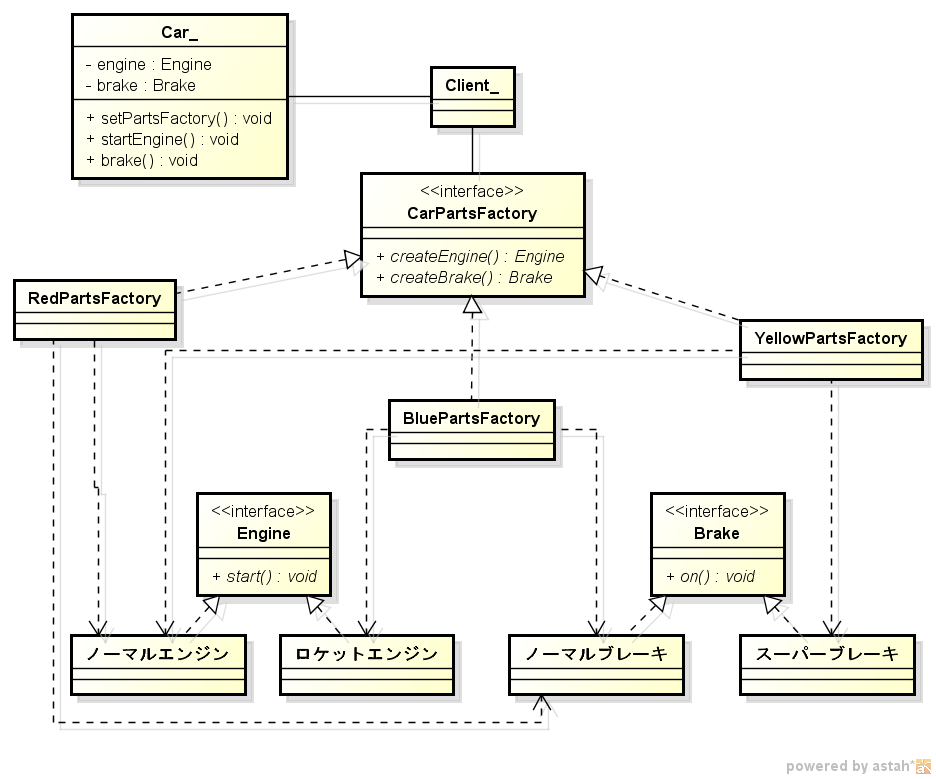 Car_
- engine : Engine
- brake : Brake
+ setPartsFactory() : void
+ startEngine() : void
+ brake() : void
Client_
<<interface>>
CarPartsFactory
+ createEngine() : Engine
+ createBrake() : Brake
RedPartsFactory
YellowPartsFactory
BluePartsFactory
<<interface>>
Engine
+ start() : void
<<interface>>
Brake
+ on() : void
ノーマルエンジン
ロケットエンジン
ノーマルブレーキ
スーパーブレーキ
powered by astah*